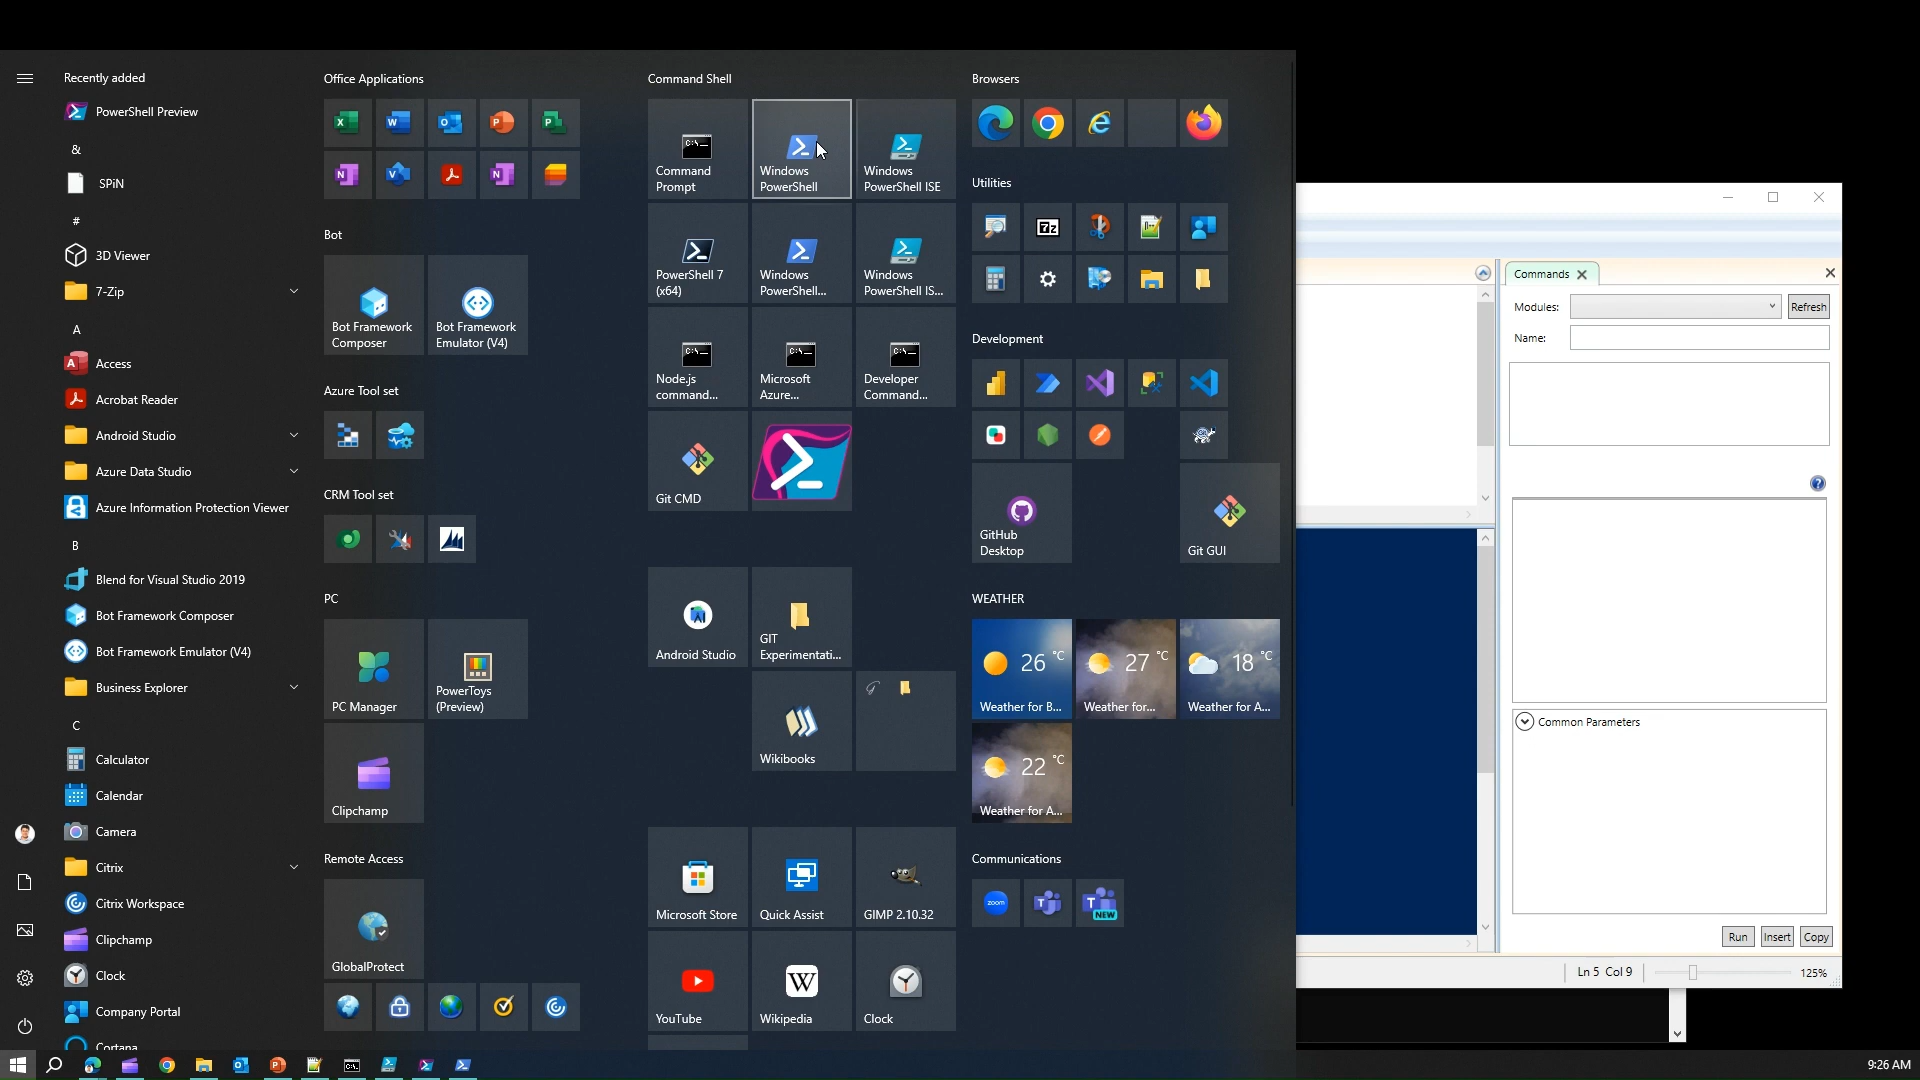 Recently added
PowerShell Preview
&
SPiN
#
3D Viewer
7-Zip
A
Access
Acrobat Reader
Android Studio
Azure Data Studio
Azure Information Protection Viewer
B
Blend for Visual Studio 2019
Bot Framework Composer
Bot Framework Emulator (V4)
Business Explorer
C
Calculator
Calendar
Camera
Citrix
Citrix Workspace
Clipchamp
Clock
Company Portal
Cortana
Office Applications
Bot
Bot Framework
Composer
Bot Framework
Emulator (V4)
Azure Tool set
CRM Tool set
PC
PC Manager
PowerToys
(Preview)
Clipchamp
Remote Access
GlobalProtect
Command Shell
Command
Prompt
Windows
PowerShell
Windows
PowerShell ISE
PowerShell 7
(x64)
Windows
PowerShell...
Windows
PowerShell IS...
Node.js
command...
Microsoft
Azure...
Developer
Command...
Git CMD
Android Studio
GIT
Experimentati...
Wikibooks
Microsoft Store
Quick Assist
GIMP 2.10.32
YouTube
W
Wikipedia
Clock
Browsers
Utilities
7z
Development
GitHub
Desktop
Git GUI
WEATHER
26 °C
Weather for B...
27 °C
Weather for...
18 °C
Weather for A...
22 °C
Weather for A...
Communications
zoom
NEW
Commands
Modules:
Refresh
Name:
Common Parameters
Run
Insert
Copy
Ln 5 Col 9
125%
9:26 AM